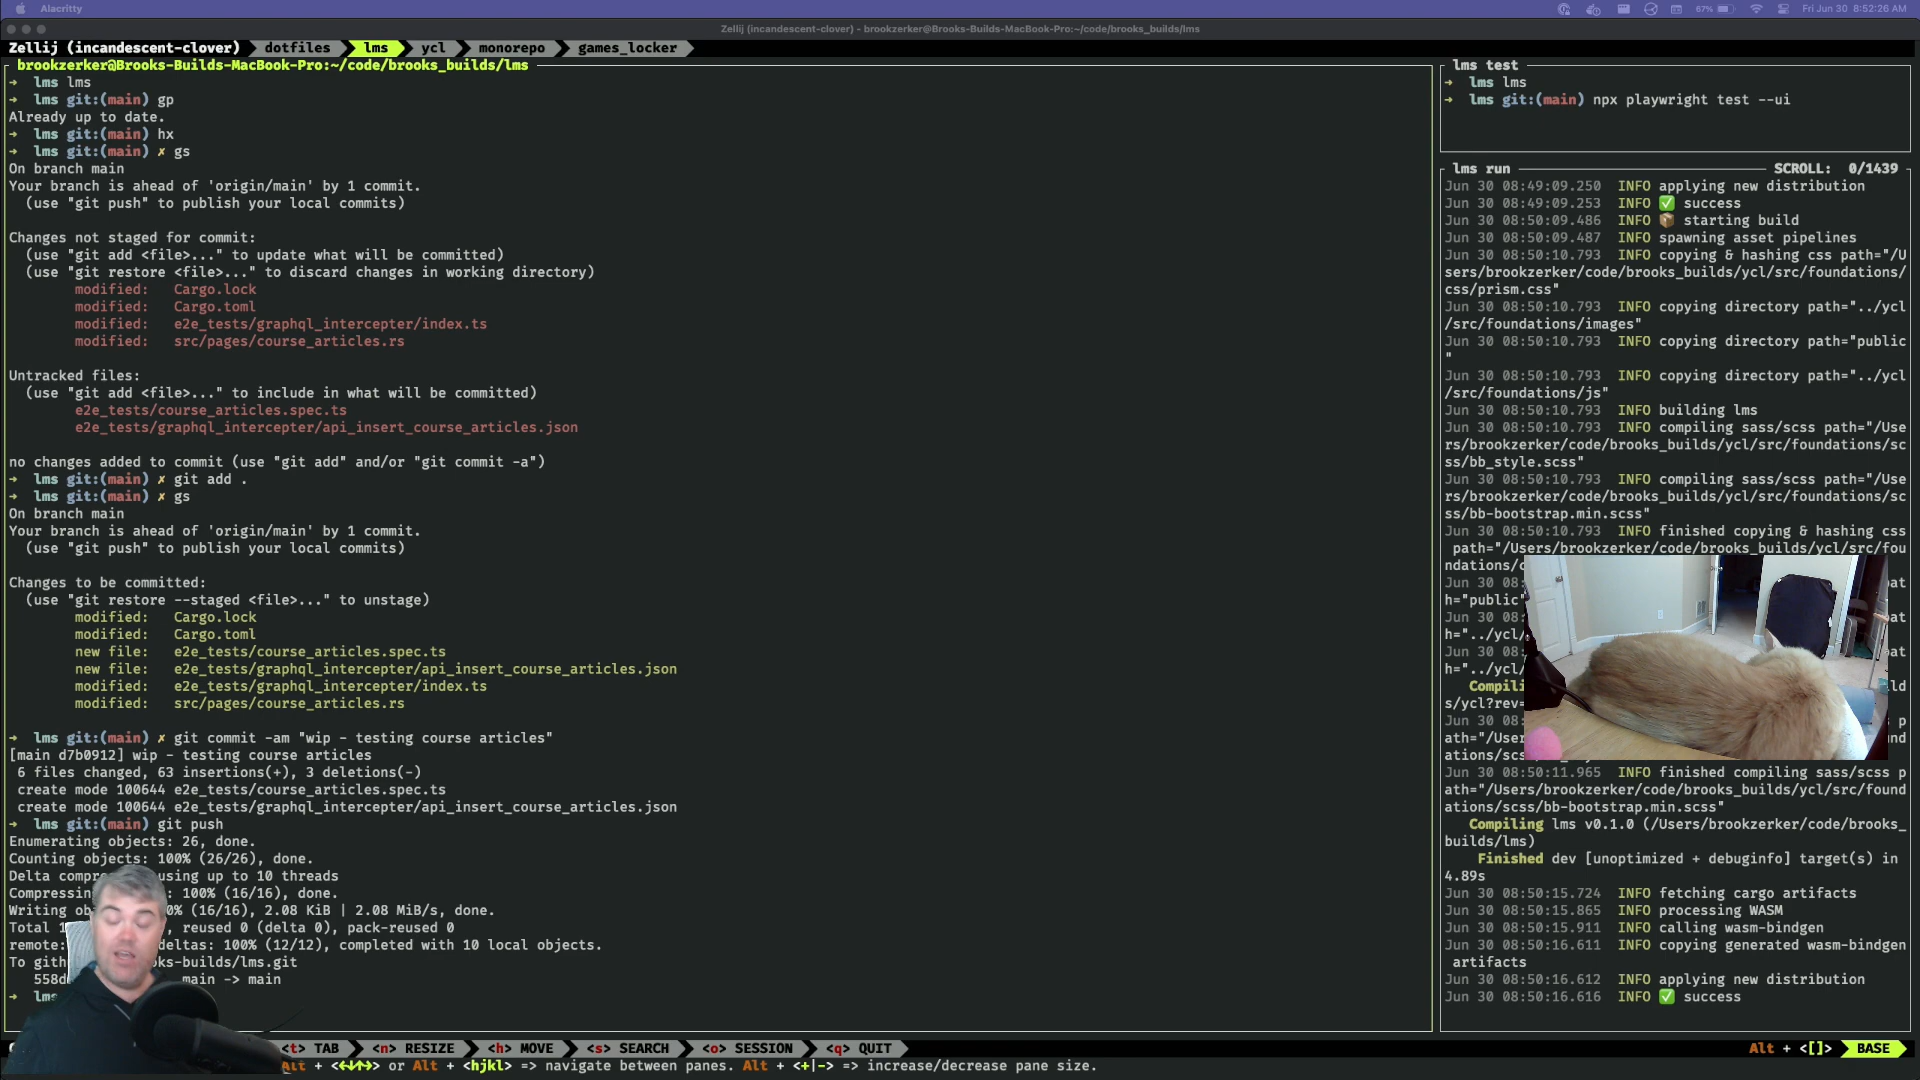 Alacritty
67%
Fri Jun 30 8:52:26 AM
Zellij (incandescent-clover) - brookzerker@Brooks-Builds-MacBook-Pro:~/code/brooks_builds/lms
Zellij (incandescent-clover) dotfiles lms ycl monorepo games_locker
brookzerker@Brooks-Builds-MacBook-Pro:~/code/brooks_builds/lms
→ lms lms
→ lms git:(main) gp
Already up to date.
→ lms git:(main) hx
→ lms git:(main) ✗ gs
On branch main
Your branch is ahead of 'origin/main' by 1 commit.
(use "git push" to publish your local commits)
Changes not staged for commit:
(use "git add <file>..." to update what will be committed)
(use "git restore <file>..." to discard changes in working directory)
modified: Cargo.lock
modified: Cargo.toml
modified: e2e_tests/graphql_intercepter/index.ts
modified: src/pages/course_articles.rs
Untracked files:
(use "git add <file>..." to include in what will be committed)
e2e_tests/course_articles.spec.ts
e2e_tests/graphql_intercepter/api_insert_course_articles.json
no changes added to commit (use "git add" and/or "git commit -a")
→ lms git:(main) ✗ git add .
→ lms git:(main) ✗ gs
On branch main
Your branch is ahead of 'origin/main' by 1 commit.
(use "git push" to publish your local commits)
Changes to be committed:
(use "git restore --staged <file>..." to unstage)
modified: Cargo.lock
modified: Cargo.toml
new file: e2e_tests/course_articles.spec.ts
new file: e2e_tests/graphql_intercepter/api_insert_course_articles.json
modified: e2e_tests/graphql_intercepter/index.ts
modified: src/pages/course_articles.rs
→ lms git:(main) ✗ git commit -am "wip - testing course articles"
[main d7b0912] wip - testing course articles
6 files changed, 63 insertions(+), 3 deletions(-)
create mode 100644 e2e_tests/course_articles.spec.ts
create mode 100644 e2e_tests/graphql_intercepter/api_insert_course_articles.json
→ lms git:(main) git push
Enumerating objects: 26, done.
Counting objects: 100% (26/26), done.
Delta using up to 10 threads
Compressing : 100% (16/16), done.
Writing (16/16), 2.08 KiB | 2.08 MiB/s, done.
Total , reused 0 (delta 0), pack-reused 0
remote: deltas: 100% (12/12), completed with 10 local objects.
To
main -> main
→ lms
lms test
→ lms lms
→ lms git:(main) npx playwright test --ui
lms run SCROLL: 0/1439
Jun 30 08:49:09.250 INFO applying new distribution
Jun 30 08:49:09.253 INFO ✅ success
Jun 30 08:50:09.486 INFO 📦 starting build
Jun 30 08:50:09.487 INFO spawning asset pipelines
Jun 30 08:50:10.793 INFO copying & hashing css path="/U
sers/brookzerker/code/brooks_builds/ycl/src/foundations/
css/prism.css"
Jun 30 08:50:10.793 INFO copying directory path="../ycl
/src/foundations/images"
Jun 30 08:50:10.793 INFO copying directory path="public
"
Jun 30 08:50:10.793 INFO copying directory path="../ycl
/src/foundations/js"
Jun 30 08:50:10.793 INFO building lms
Jun 30 08:50:10.793 INFO compiling sass/scss path="/Use
rs/brookzerker/code/brooks_builds/ycl/src/foundations/sc
ss/bb_style.scss"
Jun 30 08:50:10.793 INFO compiling sass/scss path="/Use
rs/brookzerker/code/brooks_builds/ycl/src/foundations/sc
ss/bb-bootstrap.min.scss"
Jun 30 08:50:10.793 INFO finished copying & hashing css
path="/Users/brookzerker/code/brooks_builds/ycl/src/fou
ndations/c
Jun 30 08: at
h="public"
Jun 30 08: at
h="../ycl/
Jun 30 08: at
h="../ycl/
Compili ld
s/ycl?rev=
Jun 30 08: p
ath="/User nd
ations/sc
Jun 30 08:50:11.965 INFO finished compiling sass/scss p
ath="/Users/brookzerker/code/brooks_builds/ycl/src/found
ations/scss/bb-bootstrap.min.scss"
Compiling lms v0.1.0 (/Users/brookzerker/code/brooks_
builds/lms)
Finished dev [unoptimized + debuginfo] target(s) in
4.89s
Jun 30 08:50:15.724 INFO fetching cargo artifacts
Jun 30 08:50:15.865 INFO processing WASM
Jun 30 08:50:15.911 INFO calling wasm-bindgen
Jun 30 08:50:16.611 INFO copying generated wasm-bindgen
artifacts
Jun 30 08:50:16.612 INFO applying new distribution
Jun 30 08:50:16.616 INFO ✅ success
<t> TAB <n> RESIZE <h> MOVE <s> SEARCH <o> SESSION <q> QUIT Alt + <[]> BASE
Alt + <←↓↑→> or Alt + <hjkl> => navigate between panes. Alt + <+|-> => increase/decrease pane size.